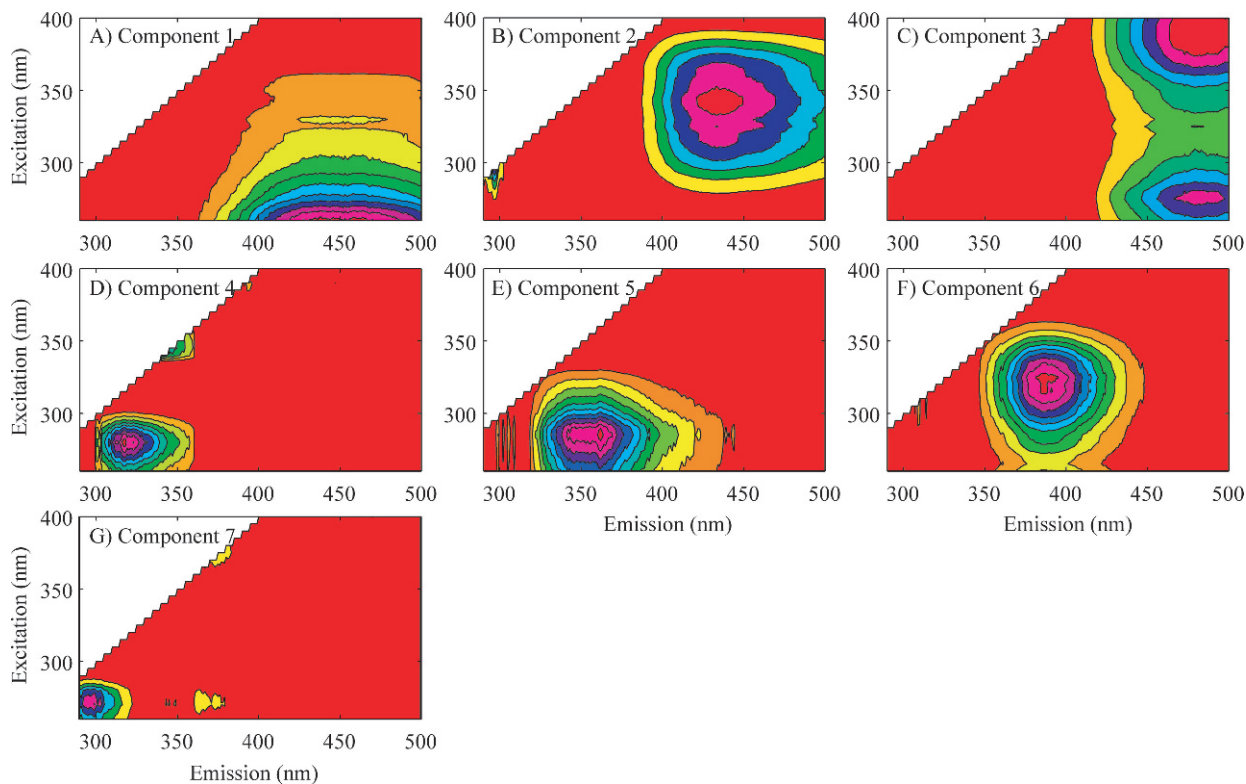 A) Component 1
B) Component 2
C) Component 3
Excitation (nm)
400
350
300
300 350 400 450 500
400
350
300
300 350 400 450 500
400
350
300
300 350 400 450 500
D) Component 4
E) Component 5
F) Component 6
Excitation (nm)
400
350
300
300 350 400 450 500
400
350
300
300 350 400 450 500
Emission (nm)
400
350
300
300 350 400 450 500
Emission (nm)
G) Component 7
Excitation (nm)
400
350
300
300 350 400 450 500
Emission (nm)